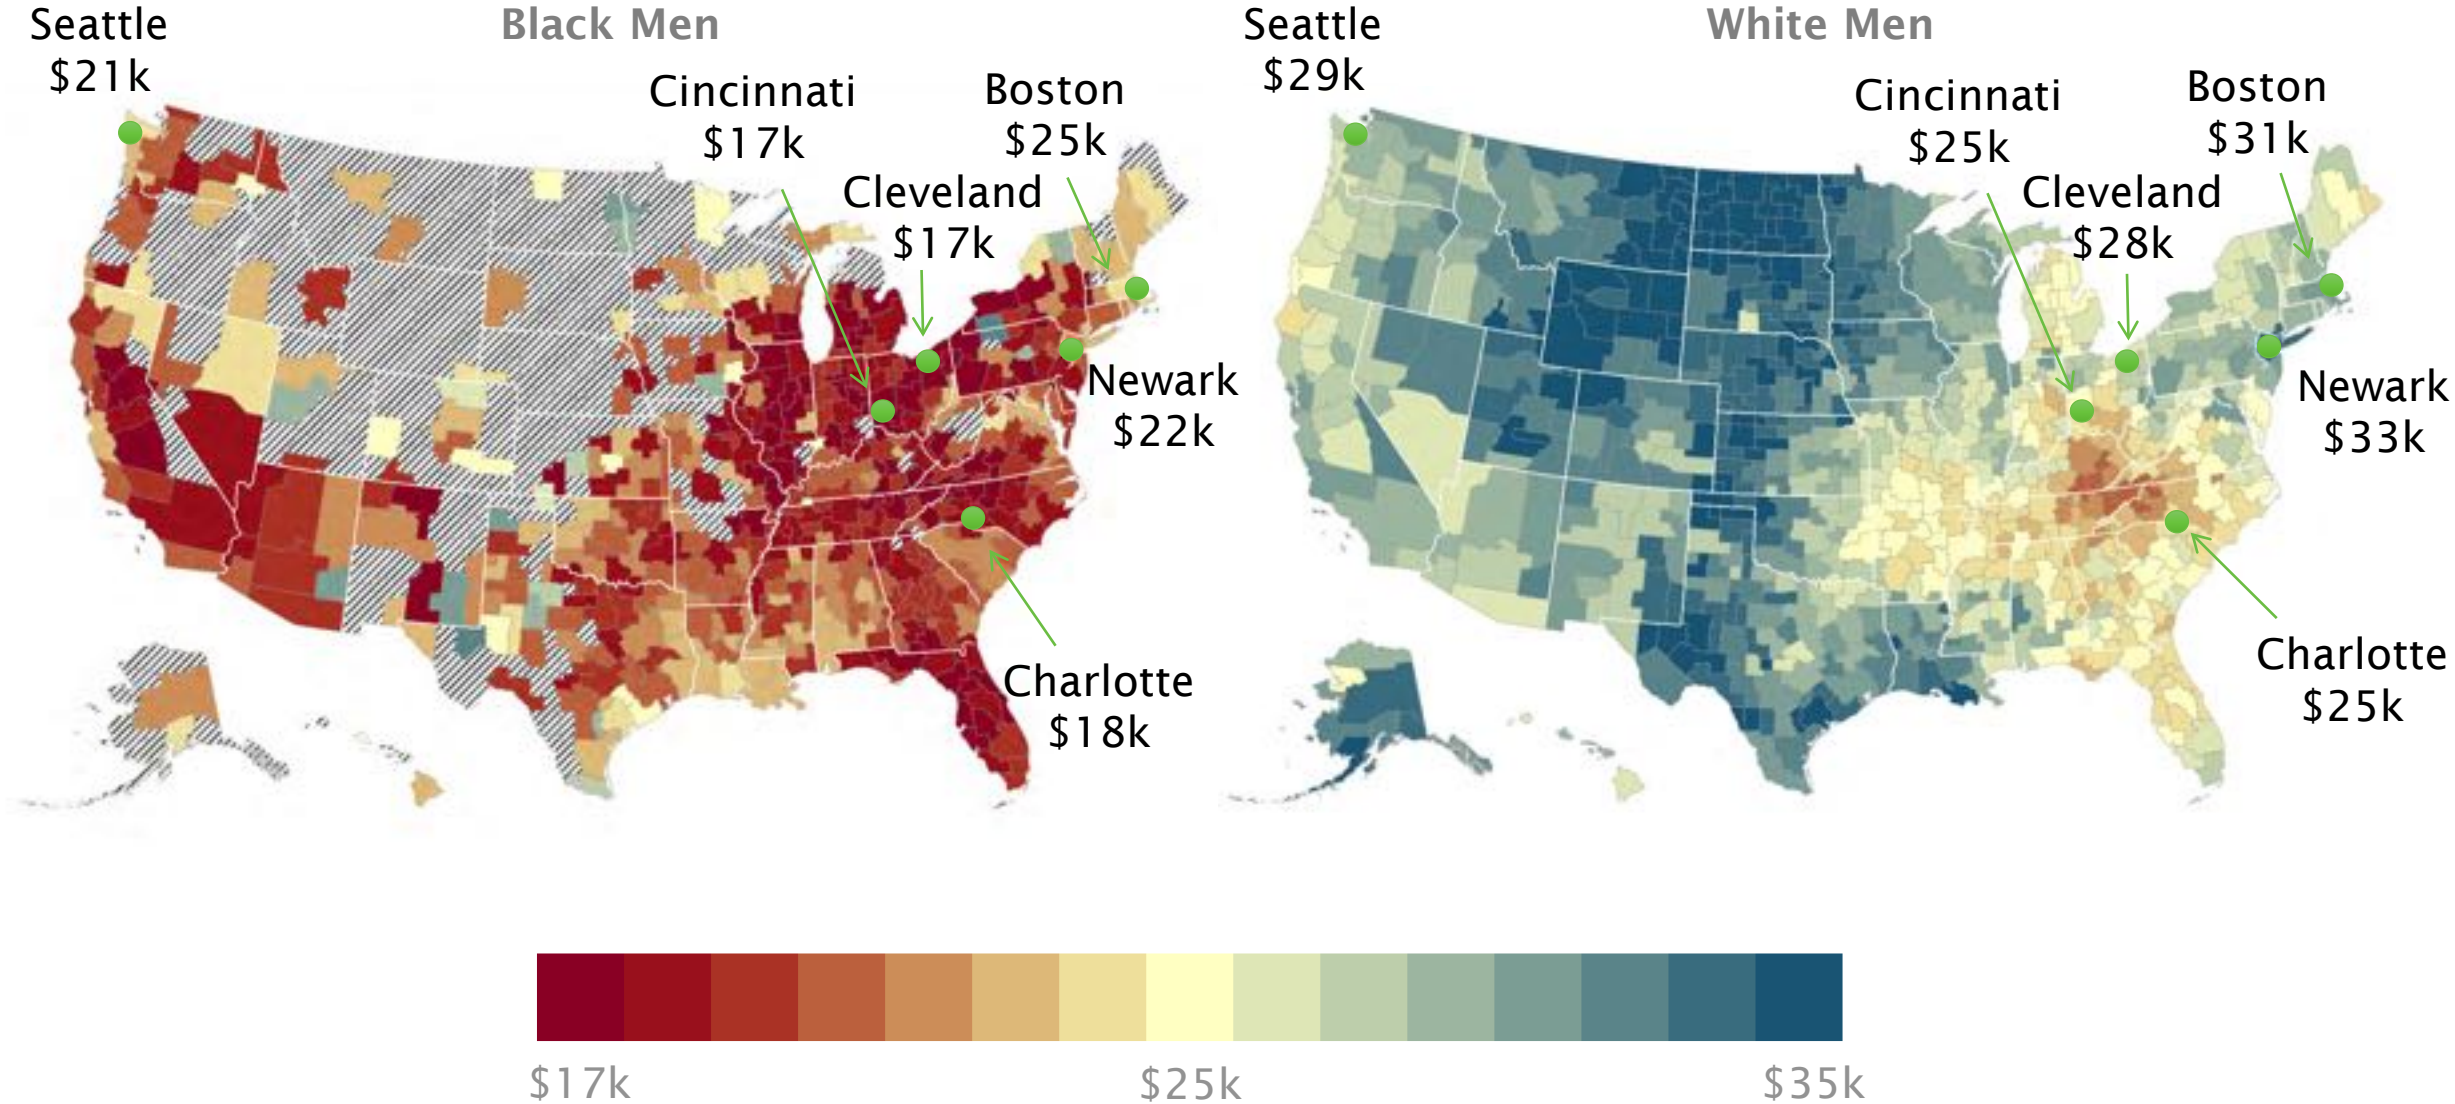 Black Men
Seattle
$21k
Cincinnati
$17k
Boston
$25k
Cleveland
$17k
Newark
$22k
Charlotte
$18k
White Men
Seattle
$29k
Cincinnati
$25k
Boston
$31k
Cleveland
$28k
Newark
$33k
Charlotte
$25k
$17k
$25k
$35k